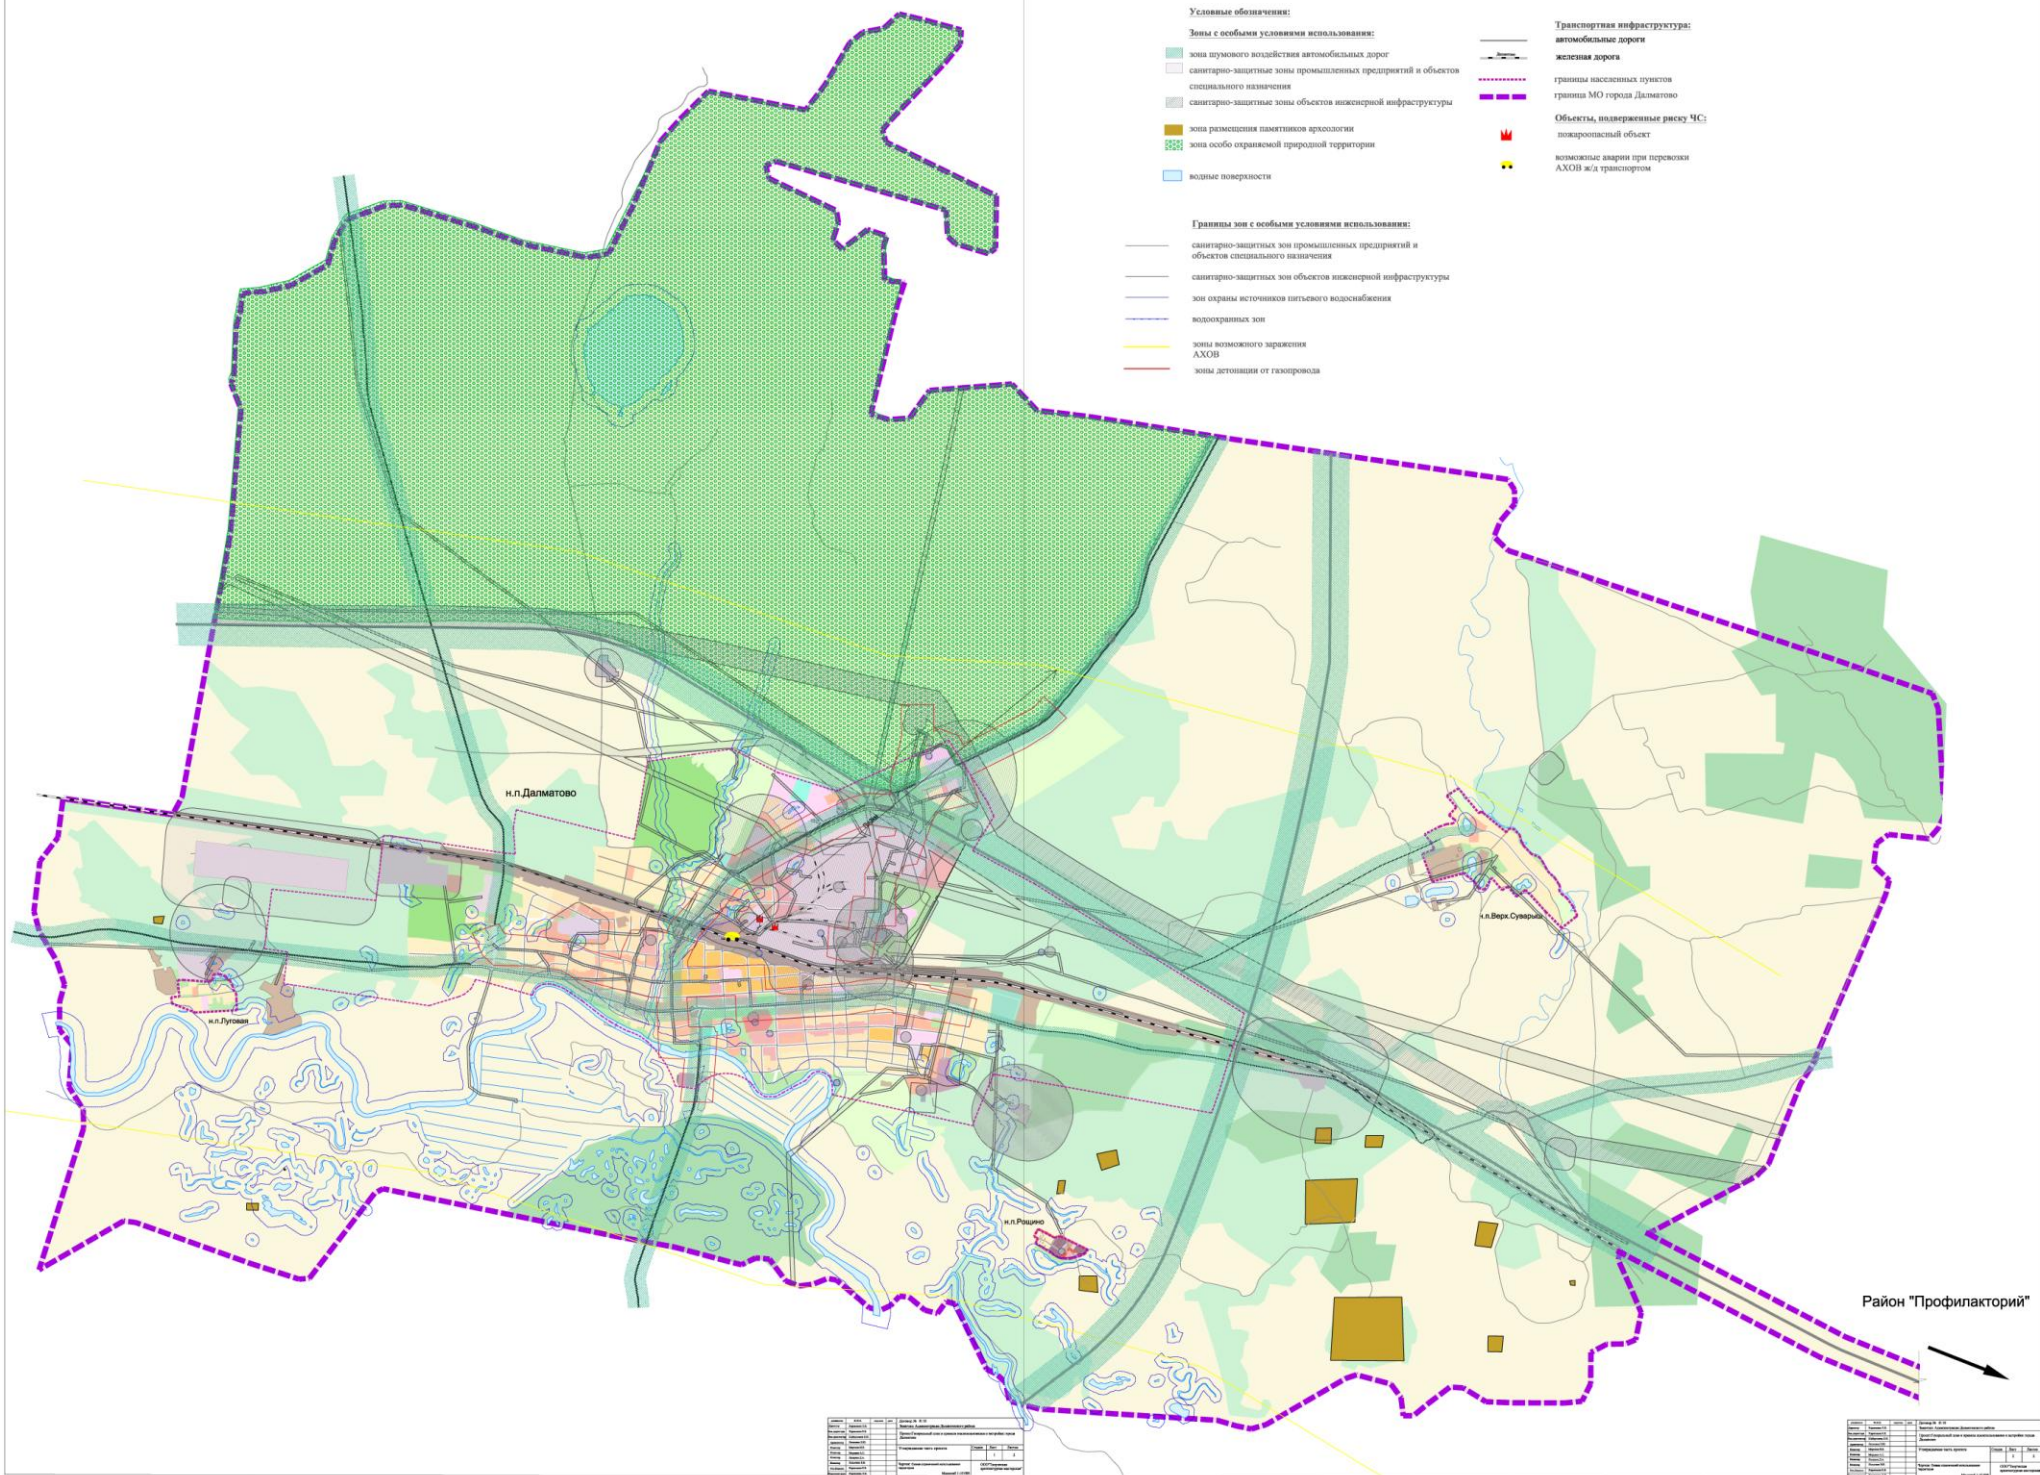 Условные обозначения:
Зоны с особыми условиями использования:
зона шумового воздействия автомобильных дорог
санитарно-защитные зоны промышленных предприятий и объектов
специального назначения
санитарно-защитные зоны объектов инженерной инфраструктуры
зона размещения памятников археологии
зона особо охраняемой природной территории
водные поверхности
Границы зон с особыми условиями использования:
санитарно-защитных зон промышленных предприятий и
объектов специального назначения
санитарно-защитных зон объектов инженерной инфраструктуры
зон охраны источников питьевого водоснабжения
водоохранных зон
зоны возможного заражения
АХОВ
зоны детонации от газопровода
Транспортная инфраструктура:
автомобильные дороги
железная дорога
границы населенных пунктов
граница МО города Далматово
Объекты, подверженные риску ЧС:
пожароопасный объект
возможные аварии при перевозки
АХОВ ж/д транспортом
н.п.Далматово
н.п.Верх.Суварыш
н.п.Луговая
н.п.Рощино
Район "Профилакторий"